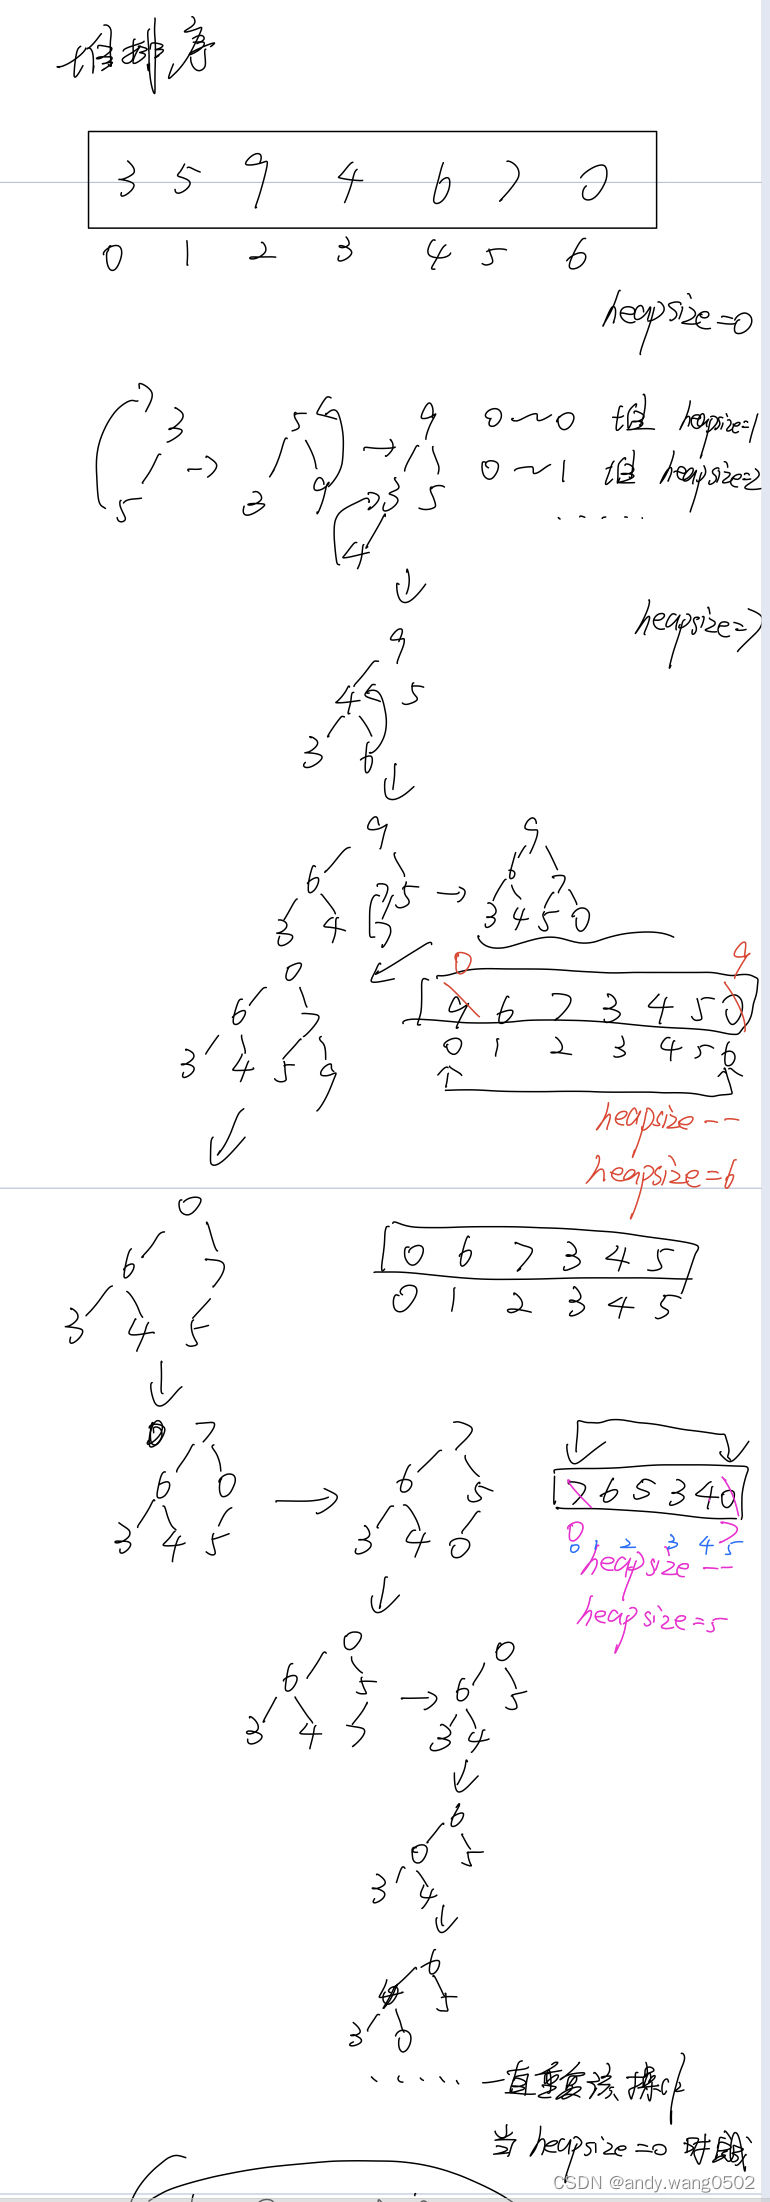 堆排序
3 5 9 4 6 7 0
0 1 2 3 4 5 6
heapsize=0
3
5
5
3 9
9
3 5
4
0~0 堆 heapsize=1
0~1 堆 heapsize=2
......
heapsize=7
9
4 5
3 6
9
6 5
3 4 7
9
6 7
3 4 5 0
0 9
9 6 7 3 4 5 0
0 1 2 3 4 5 6
heapsize--
heapsize=6
0
6 7
3 4 5 9
0
6 7
3 4 5
0 6 7 3 4 5
0 1 2 3 4 5
7
6 0
3 4 5
7
6 5
3 4 0
7 6 5 3 4 0
0 7
0 1 2 3 4 5
heapsize--
heapsize=5
0
6 5
3 4 7
0
6 5
3 4
6
0 5
3 4
6
4 5
3 0
...... 一直重复该操作
当 heapsize=0 时
CSDN @andy.wang0502